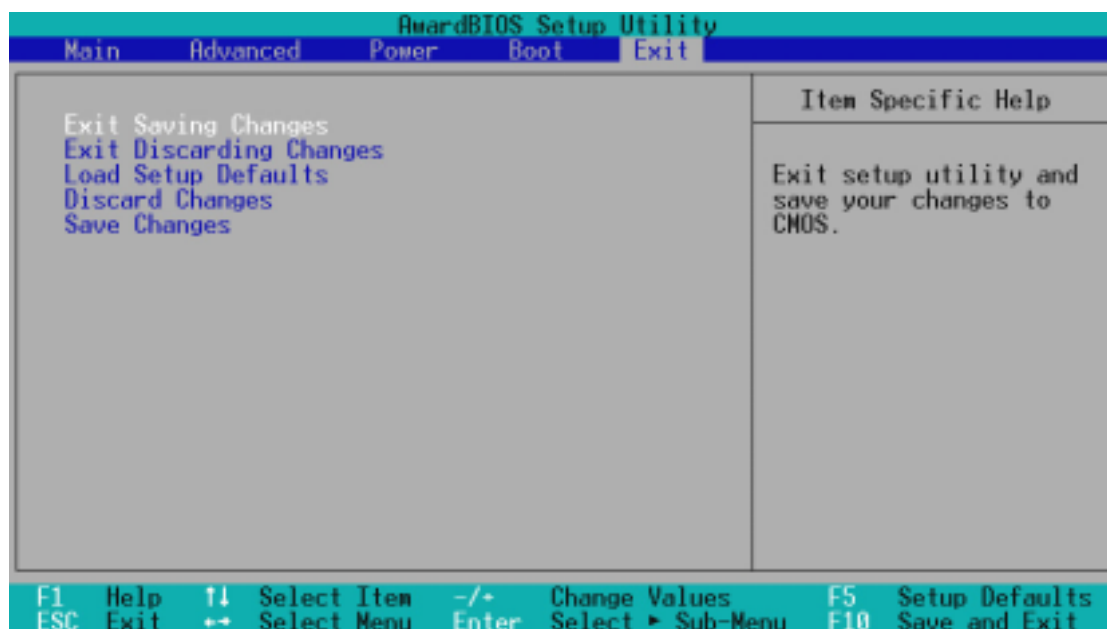 AwardBIOS Setup Utility
Main Advanced Power Boot Exit
Exit Saving Changes
Exit Discarding Changes
Load Setup Defaults
Discard Changes
Save Changes
Item Specific Help
Exit setup utility and
save your changes to
CMOS.
F1 Help ↑↓ Select Item -/+ Change Values F5 Setup Defaults
ESC Exit ←→ Select Menu Enter Select ► Sub-Menu F10 Save and Exit